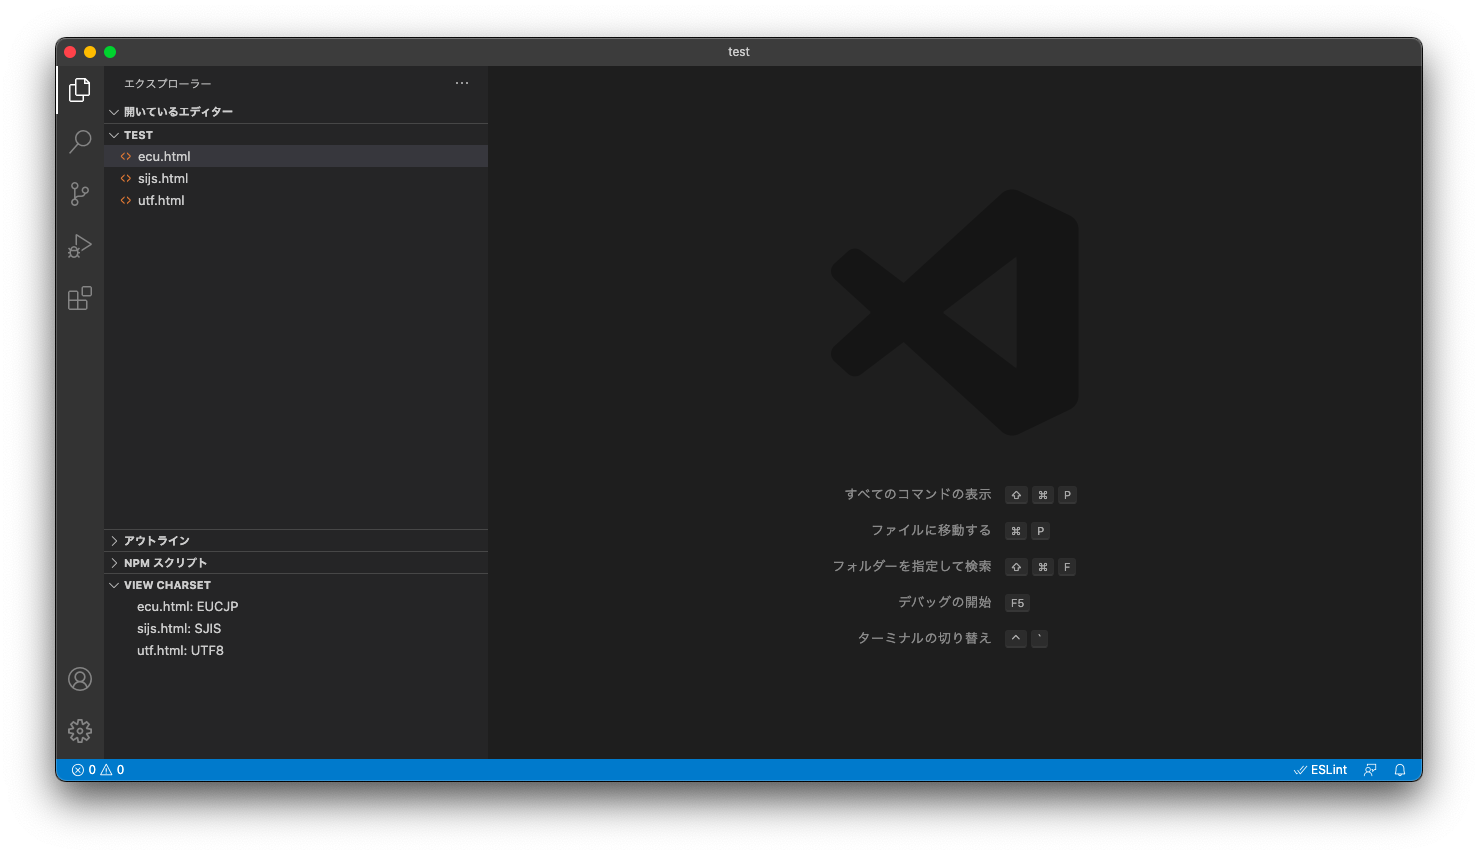 test
エクスプローラー
開いているエディター
TEST
ecu.html
sijs.html
utf.html
アウトライン
NPM スクリプト
VIEW CHARSET
ecu.html: EUCJP
sijs.html: SJIS
utf.html: UTF8
すべてのコマンドの表示 ⇧ ⌘ P
ファイルに移動する ⌘ P
フォルダーを指定して検索 ⇧ ⌘ F
デバッグの開始 F5
ターミナルの切り替え ^ `
0 0 ESLint